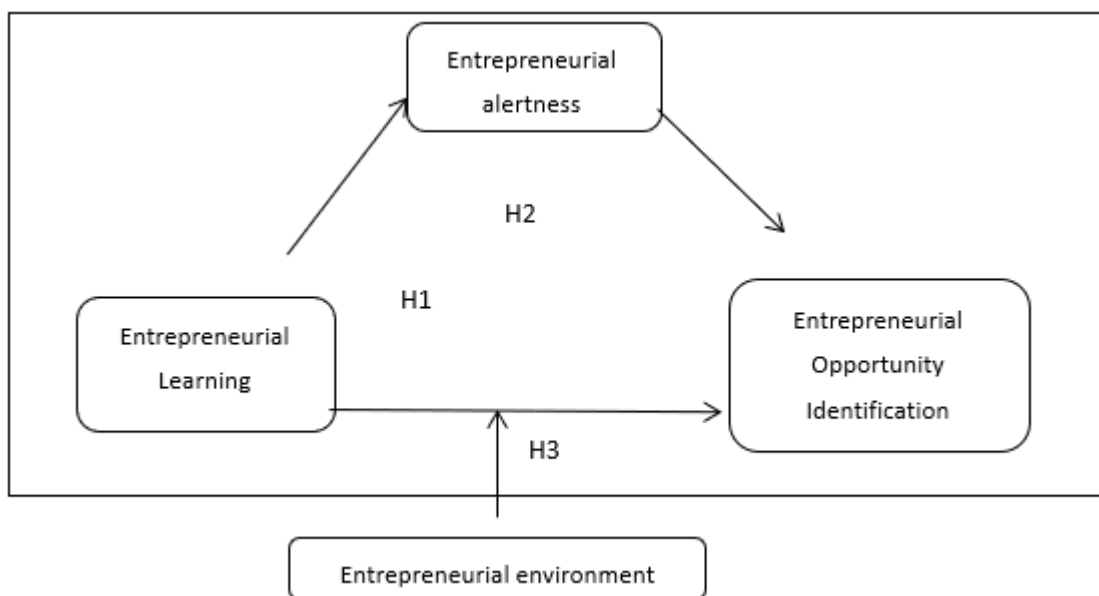 Entrepreneurial
alertness
H2
H1
Entrepreneurial
Learning
Entrepreneurial
Opportunity
Identification
H3
Entrepreneurial environment